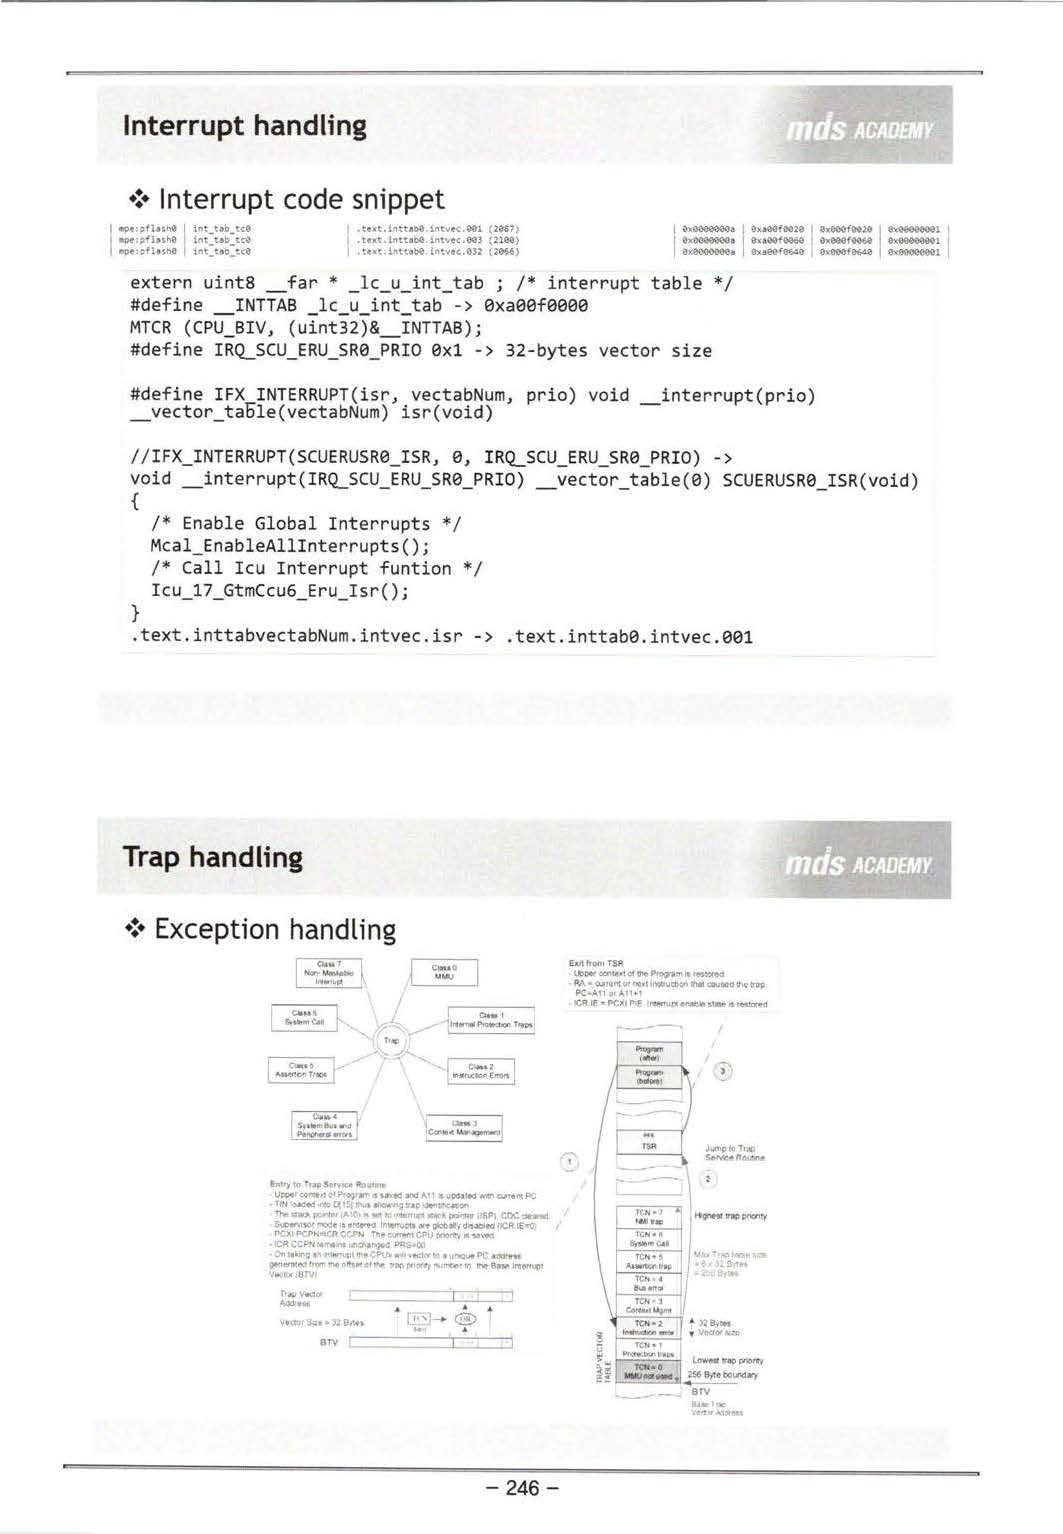 Interrupt handling
mds ACADEMY
Interrupt code snippet
| mpe:pflash0 | int_tab_tc0 | .text.inttab0.intvec.001 (2087) | 0x0000000a | 0xa00f0020 | 0x000f0020 | 0x00000001 |
| mpe:pflash0 | int_tab_tc0 | .text.inttab0.intvec.003 (2100) | 0x0000000a | 0xa00f0060 | 0x000f0060 | 0x00000001 |
| mpe:pflash0 | int_tab_tc0 | .text.inttab0.intvec.032 (2066) | 0x0000000a | 0xa00f0640 | 0x000f0640 | 0x00000001 |
extern uint8 __far * _lc_u_int_tab ; /* interrupt table */
#define __INTTAB _lc_u_int_tab -> 0xa00f0000
MTCR (CPU_BIV, (uint32)&__INTTAB);
#define IRQ_SCU_ERU_SR0_PRIO 0x1 -> 32-bytes vector size
#define IFX_INTERRUPT(isr, vectabNum, prio) void __interrupt(prio)
__vector_table(vectabNum) isr(void)
//IFX_INTERRUPT(SCUERUSR0_ISR, 0, IRQ_SCU_ERU_SR0_PRIO) ->
void __interrupt(IRQ_SCU_ERU_SR0_PRIO) __vector_table(0) SCUERUSR0_ISR(void)
{
/* Enable Global Interrupts */
Mcal_EnableAllInterrupts();
/* Call Icu Interrupt funtion */
Icu_17_GtmCcu6_Eru_Isr();
}
.text.inttabvectabNum.intvec.isr -> .text.inttab0.intvec.001
Trap handling
mds ACADEMY
Exception handling
Class 7
Non- Maskable
Interrupt
Class 0
MMU
Class 6
System Call
Class 1
Internal Protection Traps
Trap
Class 5
Assertion Traps
Class 2
Instruction Errors
Class 4
System Bus and
Peripheral errors
Class 3
Context Management
Exit from TSR
- Upper context of the Program is restored
- RA = current or next instruction that caused the trap
PC=A11 or A11+1
- ICR.IE = PCXI.PIE. Interrupt enable state is restored
Program
(after)
Program
(before)
3
TSR
Jump to Trap
Service Routine
1
2
Entry to Trap Service Routine
- Upper context of Program is saved and A11 is updated with current PC
- TIN loaded into D[15] thus allowing trap identification
- The stack pointer (A10) is set to interrupt stack pointer (ISP). CDC cleared
- Supervisor mode is entered. Interrupts are globally disabled (ICR.IE=0)
- PCXI.PCPN=ICR.CCPN. The current CPU priority is saved
- ICR.CCPN remains unchanged. PRS=00
- On taking an interrupt the CPUx will vector to a unique PC address
generated from the offset of the trap priority number to the Base Interrupt
Vector (BTV)
Trap Vector
Address
Vector Size = 32 Bytes
TCN
OR
BTV
TCN = 7
NMI trap
Highest trap priority
TCN = 6
System Call
TCN = 5
Assertion trap
Max Trap table size
= 8 x 32 Bytes
= 256 Bytes
TCN = 4
Bus error
TCN = 3
Context Mgmt
TCN = 2
Instruction error
32 Bytes
Vector size
TCN = 1
Protection traps
TCN = 0
MMU not used
Lowest trap priority
256 Byte boundary
TRAP VECTOR
TABLE
BTV
Base Trap
Vector Address
- 246 -